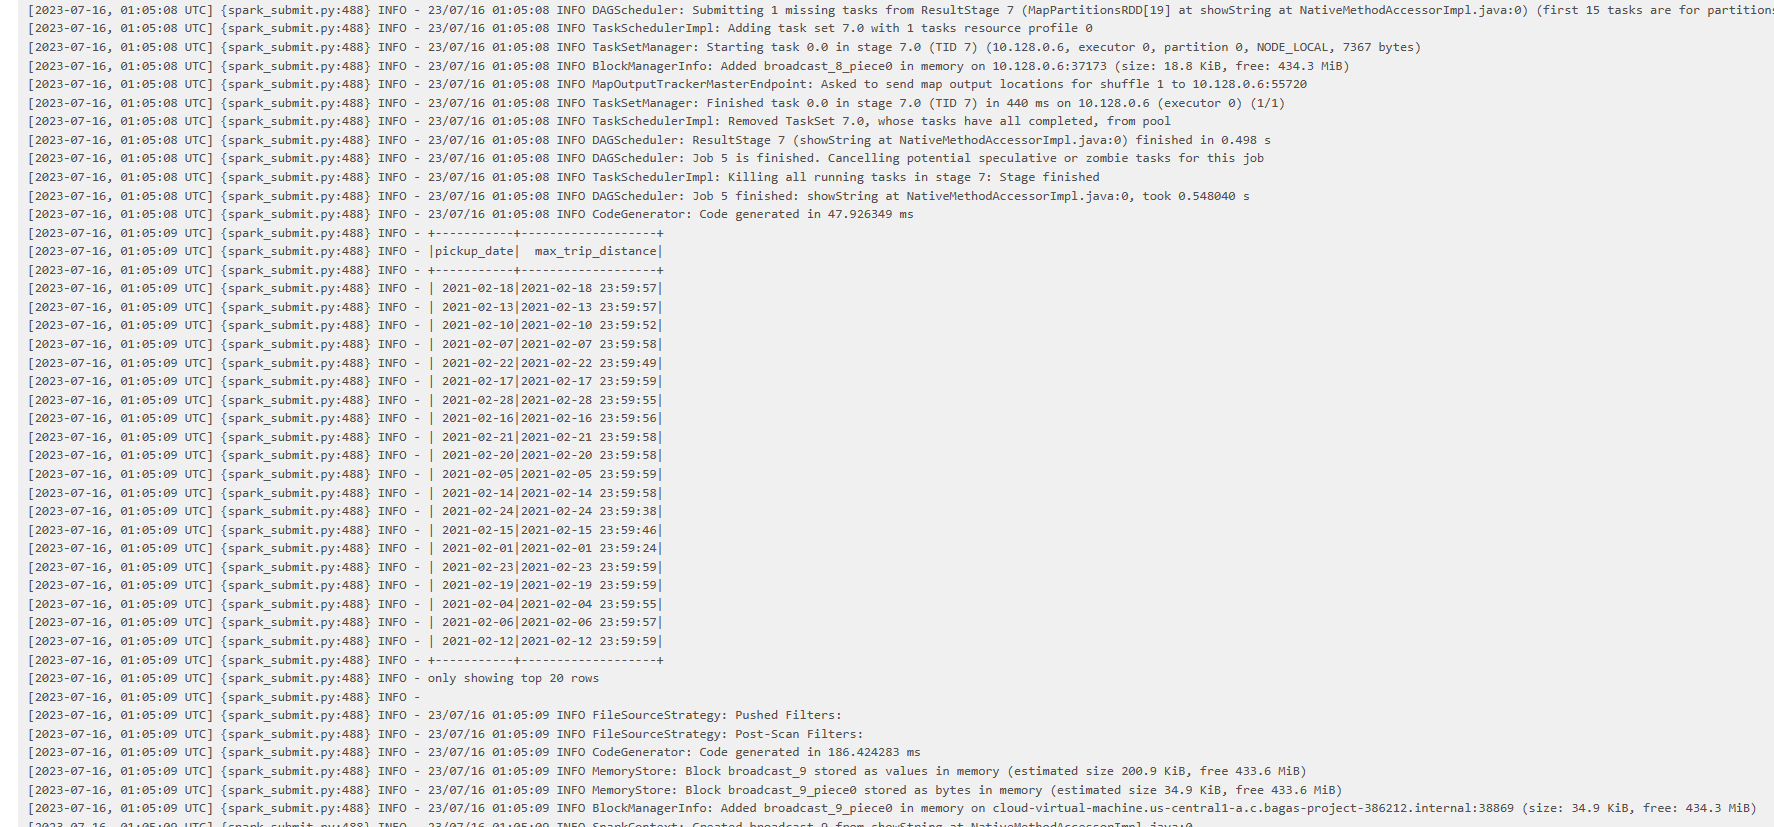 [2023-07-16, 01:05:08 UTC] {spark_submit.py:488} INFO - 23/07/16 01:05:08 INFO DAGScheduler: Submitting 1 missing tasks from ResultStage 7 (MapPartitionsRDD[19] at showString at NativeMethodAccessorImpl.java:0) (first 15 tasks are for partitions
[2023-07-16, 01:05:08 UTC] {spark_submit.py:488} INFO - 23/07/16 01:05:08 INFO TaskSchedulerImpl: Adding task set 7.0 with 1 tasks resource profile 0
[2023-07-16, 01:05:08 UTC] {spark_submit.py:488} INFO - 23/07/16 01:05:08 INFO TaskSetManager: Starting task 0.0 in stage 7.0 (TID 7) (10.128.0.6, executor 0, partition 0, NODE_LOCAL, 7367 bytes)
[2023-07-16, 01:05:08 UTC] {spark_submit.py:488} INFO - 23/07/16 01:05:08 INFO BlockManagerInfo: Added broadcast_8_piece0 in memory on 10.128.0.6:37173 (size: 18.8 KiB, free: 434.3 MiB)
[2023-07-16, 01:05:08 UTC] {spark_submit.py:488} INFO - 23/07/16 01:05:08 INFO MapOutputTrackerMasterEndpoint: Asked to send map output locations for shuffle 1 to 10.128.0.6:55720
[2023-07-16, 01:05:08 UTC] {spark_submit.py:488} INFO - 23/07/16 01:05:08 INFO TaskSetManager: Finished task 0.0 in stage 7.0 (TID 7) in 440 ms on 10.128.0.6 (executor 0) (1/1)
[2023-07-16, 01:05:08 UTC] {spark_submit.py:488} INFO - 23/07/16 01:05:08 INFO TaskSchedulerImpl: Removed TaskSet 7.0, whose tasks have all completed, from pool
[2023-07-16, 01:05:08 UTC] {spark_submit.py:488} INFO - 23/07/16 01:05:08 INFO DAGScheduler: ResultStage 7 (showString at NativeMethodAccessorImpl.java:0) finished in 0.498 s
[2023-07-16, 01:05:08 UTC] {spark_submit.py:488} INFO - 23/07/16 01:05:08 INFO DAGScheduler: Job 5 is finished. Cancelling potential speculative or zombie tasks for this job
[2023-07-16, 01:05:08 UTC] {spark_submit.py:488} INFO - 23/07/16 01:05:08 INFO TaskSchedulerImpl: Killing all running tasks in stage 7: Stage finished
[2023-07-16, 01:05:08 UTC] {spark_submit.py:488} INFO - 23/07/16 01:05:08 INFO DAGScheduler: Job 5 finished: showString at NativeMethodAccessorImpl.java:0, took 0.548040 s
[2023-07-16, 01:05:08 UTC] {spark_submit.py:488} INFO - 23/07/16 01:05:08 INFO CodeGenerator: Code generated in 47.926349 ms
[2023-07-16, 01:05:09 UTC] {spark_submit.py:488} INFO - +-----------+-------------------+
[2023-07-16, 01:05:09 UTC] {spark_submit.py:488} INFO - |pickup_date|  max_trip_distance|
[2023-07-16, 01:05:09 UTC] {spark_submit.py:488} INFO - +-----------+-------------------+
[2023-07-16, 01:05:09 UTC] {spark_submit.py:488} INFO - | 2021-02-18|2021-02-18 23:59:57|
[2023-07-16, 01:05:09 UTC] {spark_submit.py:488} INFO - | 2021-02-13|2021-02-13 23:59:57|
[2023-07-16, 01:05:09 UTC] {spark_submit.py:488} INFO - | 2021-02-10|2021-02-10 23:59:52|
[2023-07-16, 01:05:09 UTC] {spark_submit.py:488} INFO - | 2021-02-07|2021-02-07 23:59:58|
[2023-07-16, 01:05:09 UTC] {spark_submit.py:488} INFO - | 2021-02-22|2021-02-22 23:59:49|
[2023-07-16, 01:05:09 UTC] {spark_submit.py:488} INFO - | 2021-02-17|2021-02-17 23:59:59|
[2023-07-16, 01:05:09 UTC] {spark_submit.py:488} INFO - | 2021-02-28|2021-02-28 23:59:55|
[2023-07-16, 01:05:09 UTC] {spark_submit.py:488} INFO - | 2021-02-16|2021-02-16 23:59:56|
[2023-07-16, 01:05:09 UTC] {spark_submit.py:488} INFO - | 2021-02-21|2021-02-21 23:59:58|
[2023-07-16, 01:05:09 UTC] {spark_submit.py:488} INFO - | 2021-02-20|2021-02-20 23:59:58|
[2023-07-16, 01:05:09 UTC] {spark_submit.py:488} INFO - | 2021-02-05|2021-02-05 23:59:59|
[2023-07-16, 01:05:09 UTC] {spark_submit.py:488} INFO - | 2021-02-14|2021-02-14 23:59:58|
[2023-07-16, 01:05:09 UTC] {spark_submit.py:488} INFO - | 2021-02-24|2021-02-24 23:59:38|
[2023-07-16, 01:05:09 UTC] {spark_submit.py:488} INFO - | 2021-02-15|2021-02-15 23:59:46|
[2023-07-16, 01:05:09 UTC] {spark_submit.py:488} INFO - | 2021-02-01|2021-02-01 23:59:24|
[2023-07-16, 01:05:09 UTC] {spark_submit.py:488} INFO - | 2021-02-23|2021-02-23 23:59:59|
[2023-07-16, 01:05:09 UTC] {spark_submit.py:488} INFO - | 2021-02-19|2021-02-19 23:59:59|
[2023-07-16, 01:05:09 UTC] {spark_submit.py:488} INFO - | 2021-02-04|2021-02-04 23:59:55|
[2023-07-16, 01:05:09 UTC] {spark_submit.py:488} INFO - | 2021-02-06|2021-02-06 23:59:57|
[2023-07-16, 01:05:09 UTC] {spark_submit.py:488} INFO - | 2021-02-12|2021-02-12 23:59:59|
[2023-07-16, 01:05:09 UTC] {spark_submit.py:488} INFO - +-----------+-------------------+
[2023-07-16, 01:05:09 UTC] {spark_submit.py:488} INFO - only showing top 20 rows
[2023-07-16, 01:05:09 UTC] {spark_submit.py:488} INFO -
[2023-07-16, 01:05:09 UTC] {spark_submit.py:488} INFO - 23/07/16 01:05:09 INFO FileSourceStrategy: Pushed Filters:
[2023-07-16, 01:05:09 UTC] {spark_submit.py:488} INFO - 23/07/16 01:05:09 INFO FileSourceStrategy: Post-Scan Filters:
[2023-07-16, 01:05:09 UTC] {spark_submit.py:488} INFO - 23/07/16 01:05:09 INFO CodeGenerator: Code generated in 186.424283 ms
[2023-07-16, 01:05:09 UTC] {spark_submit.py:488} INFO - 23/07/16 01:05:09 INFO MemoryStore: Block broadcast_9 stored as values in memory (estimated size 200.9 KiB, free 433.6 MiB)
[2023-07-16, 01:05:09 UTC] {spark_submit.py:488} INFO - 23/07/16 01:05:09 INFO MemoryStore: Block broadcast_9_piece0 stored as bytes in memory (estimated size 34.9 KiB, free 433.6 MiB)
[2023-07-16, 01:05:09 UTC] {spark_submit.py:488} INFO - 23/07/16 01:05:09 INFO BlockManagerInfo: Added broadcast_9_piece0 in memory on cloud-virtual-machine.us-central1-a.c.bagas-project-386212.internal:38869 (size: 34.9 KiB, free: 434.3 MiB)
[2023-07-16, 01:05:09 UTC] {spark_submit.py:488} INFO - 23/07/16 01:05:09 INFO SparkContext: Created broadcast 9 from showString at NativeMethodAccessorImpl.java:0